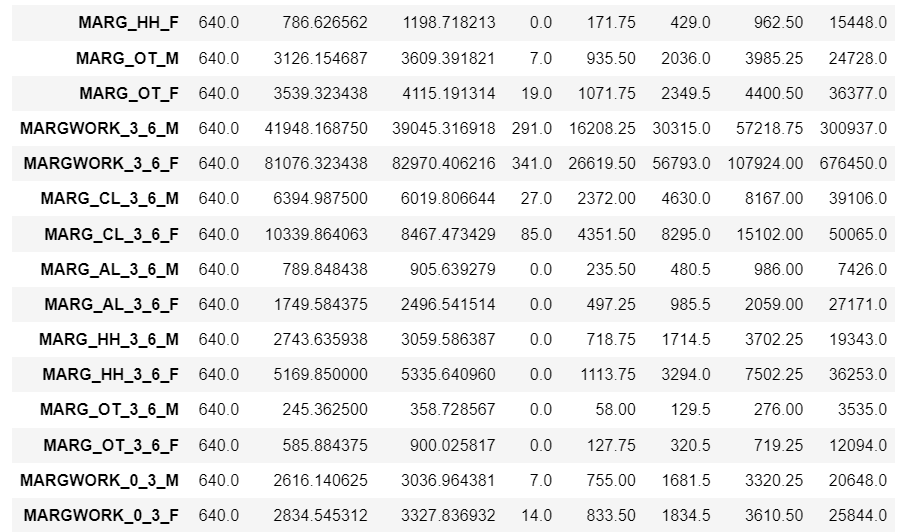 MARG_HH_F 640.0 786.626562 1198.718213 0.0 171.75 429.0 962.50 15448.0
MARG_OT_M 640.0 3126.154687 3609.391821 7.0 935.50 2036.0 3985.25 24728.0
MARG_OT_F 640.0 3539.323438 4115.191314 19.0 1071.75 2349.5 4400.50 36377.0
MARGWORK_3_6_M 640.0 41948.168750 39045.316918 291.0 16208.25 30315.0 57218.75 300937.0
MARGWORK_3_6_F 640.0 81076.323438 82970.406216 341.0 26619.50 56793.0 107924.00 676450.0
MARG_CL_3_6_M 640.0 6394.987500 6019.806644 27.0 2372.00 4630.0 8167.00 39106.0
MARG_CL_3_6_F 640.0 10339.864063 8467.473429 85.0 4351.50 8295.0 15102.00 50065.0
MARG_AL_3_6_M 640.0 789.848438 905.639279 0.0 235.50 480.5 986.00 7426.0
MARG_AL_3_6_F 640.0 1749.584375 2496.541514 0.0 497.25 985.5 2059.00 27171.0
MARG_HH_3_6_M 640.0 2743.635938 3059.586387 0.0 718.75 1714.5 3702.25 19343.0
MARG_HH_3_6_F 640.0 5169.850000 5335.640960 0.0 1113.75 3294.0 7502.25 36253.0
MARG_OT_3_6_M 640.0 245.362500 358.728567 0.0 58.00 129.5 276.00 3535.0
MARG_OT_3_6_F 640.0 585.884375 900.025817 0.0 127.75 320.5 719.25 12094.0
MARGWORK_0_3_M 640.0 2616.140625 3036.964381 7.0 755.00 1681.5 3320.25 20648.0
MARGWORK_0_3_F 640.0 2834.545312 3327.836932 14.0 833.50 1834.5 3610.50 25844.0